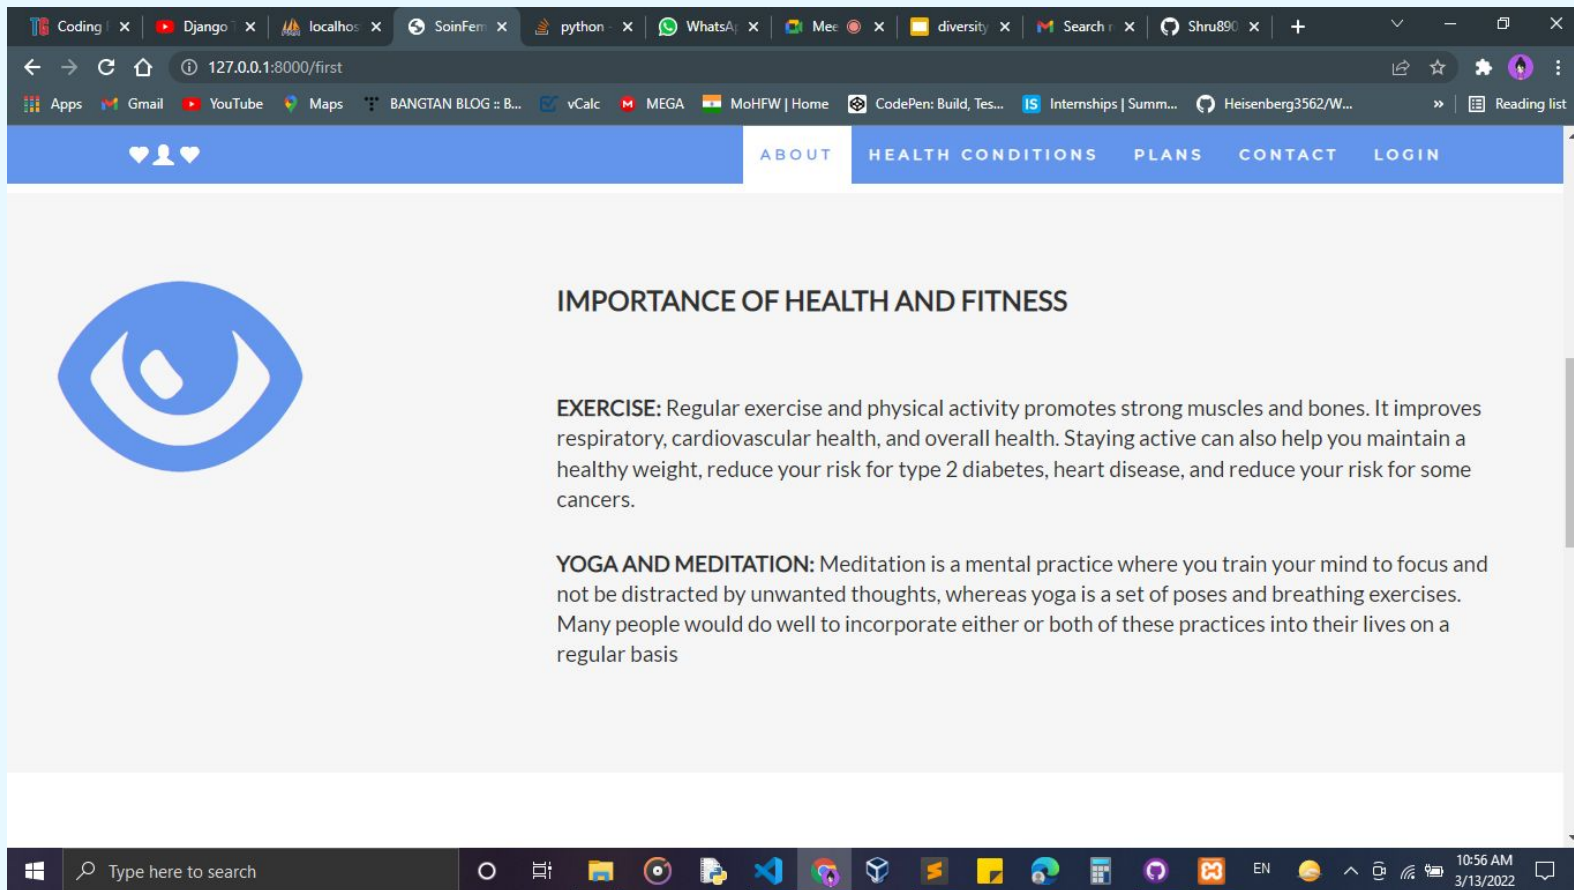 Coding
Django
localhos
SoinFem
python -
WhatsA
Mee
diversity
Search r
Shru890
127.0.0.1:8000/first
Apps
Gmail
YouTube
Maps
BANGTAN BLOG :: B...
vCalc
MEGA
MoHFW | Home
CodePen: Build, Tes...
IS Internships | Summ...
Heisenberg3562/W...
»
Reading list
ABOUT
HEALTH CONDITIONS
PLANS
CONTACT
LOGIN
IMPORTANCE OF HEALTH AND FITNESS
EXERCISE: Regular exercise and physical activity promotes strong muscles and bones. It improves
respiratory, cardiovascular health, and overall health. Staying active can also help you maintain a
healthy weight, reduce your risk for type 2 diabetes, heart disease, and reduce your risk for some
cancers.
YOGA AND MEDITATION: Meditation is a mental practice where you train your mind to focus and
not be distracted by unwanted thoughts, whereas yoga is a set of poses and breathing exercises.
Many people would do well to incorporate either or both of these practices into their lives on a
regular basis
Type here to search
EN
10:56 AM
3/13/2022